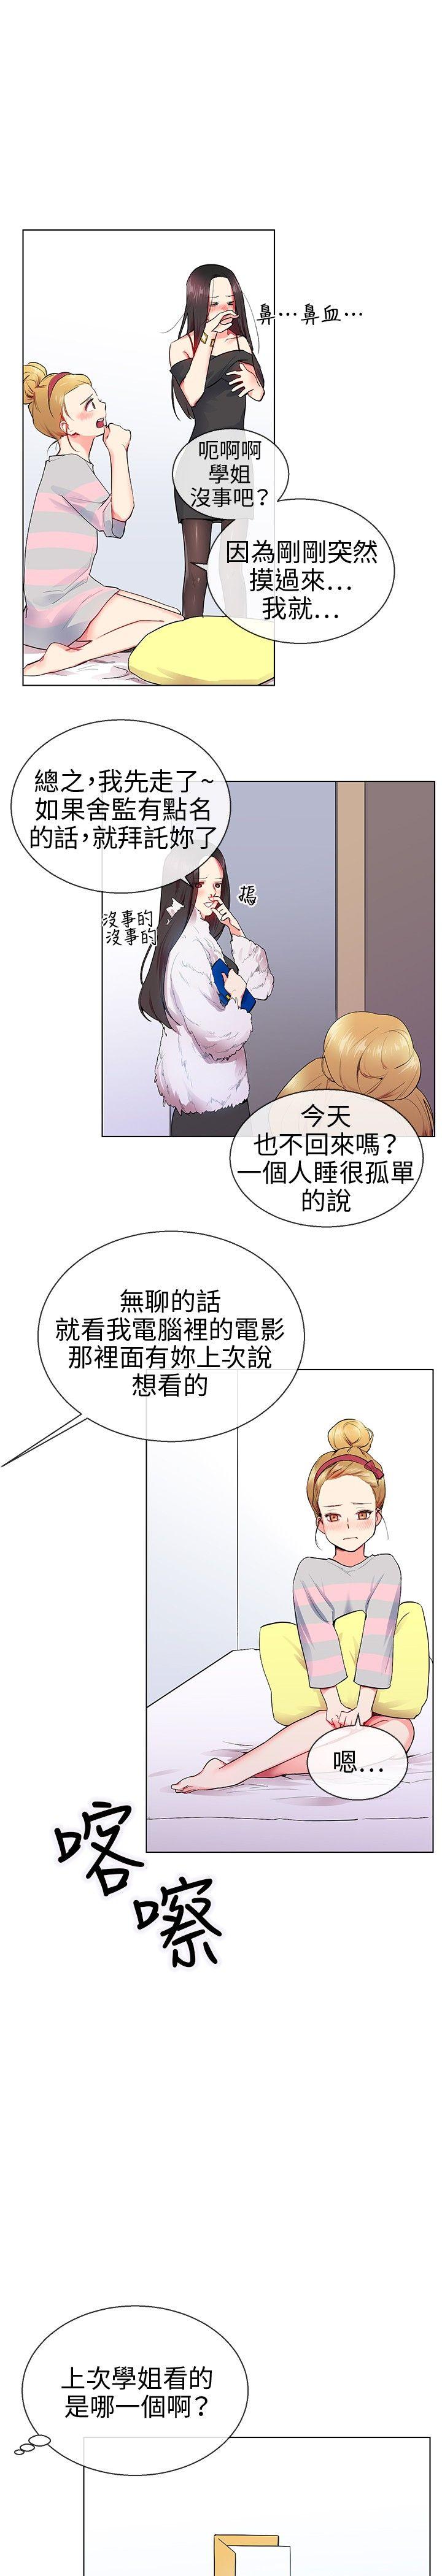 鼻…鼻血…
呃啊啊
學姐
沒事吧？
因為剛剛突然
摸過來...
我就...
總之，我先走了~
如果舍監有點名
的話，就拜託妳了
摀
沒事的
沒事的
今天
也不回來嗎？
一個人睡很孤單
的說
無聊的話
就看我電腦裡的電影
那裡面有妳上次說
想看的
嗯...
喀
嚓
上次學姐看的
是哪一個啊？